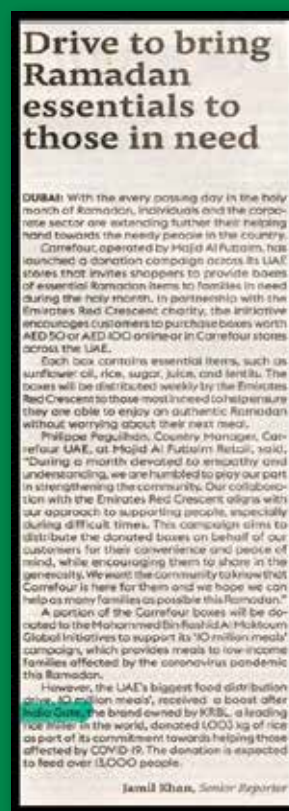 Drive to bring
Ramadan
essentials to
those in need
DUBAI: With the every passing day in the holy
month of Ramadan, individuals and the corpo-
rate sector are extending further their helping
hand towards the needy people in the country.
Carrefour, operated by Majid Al Futtaim, has
launched a donation campaign across its UAE
stores that invites shoppers to provide boxes
of essential Ramadan items to families in need
during the holy month. In partnership with the
Emirates Red Crescent charity, the initiative
encourages customers to purchase boxes worth
AED 50 or AED 100 online or in Carrefour stores
across the UAE.
Each box contains essential items, such as
sunflower oil, rice, sugar, juice, and lentils. The
boxes will be distributed weekly by the Emirates
Red Crescent to those most in need to help ensure
they are able to enjoy an authentic Ramadan
without worrying about their next meal.
Philippe Peguilhan, Country Manager, Car-
refour UAE, at Majid Al Futtaim Retail, said,
"During a month devoted to empathy and
understanding, we are humbled to play our part
in strengthening the community. Our collabora-
tion with the Emirates Red Crescent aligns with
our approach to supporting people, especially
during difficult times. This campaign aims to
distribute the donated boxes on behalf of our
customers for their convenience and peace of
mind, while encouraging them to share in the
generosity. We want the community to know that
Carrefour is here for them and we hope we can
help as many families as possible this Ramadan."
A portion of the Carrefour boxes will be do-
nated to the Mohammed Bin Rashid Al Maktoum
Global Initiatives to support its '10 million meals'
campaign, which provides meals to low-income
families affected by the coronavirus pandemic
this Ramadan.
However, the UAE's biggest food distribution
'10 million meals', received a boost after
India Gate, the brand owned by KRBL, a leading
rice miller in the world, donated 1,003 kg of rice
as part of its commitment towards helping those
affected by COVID-19. The donation is expected
to feed over 13,000 people.
Jamil Khan, Senior Reporter